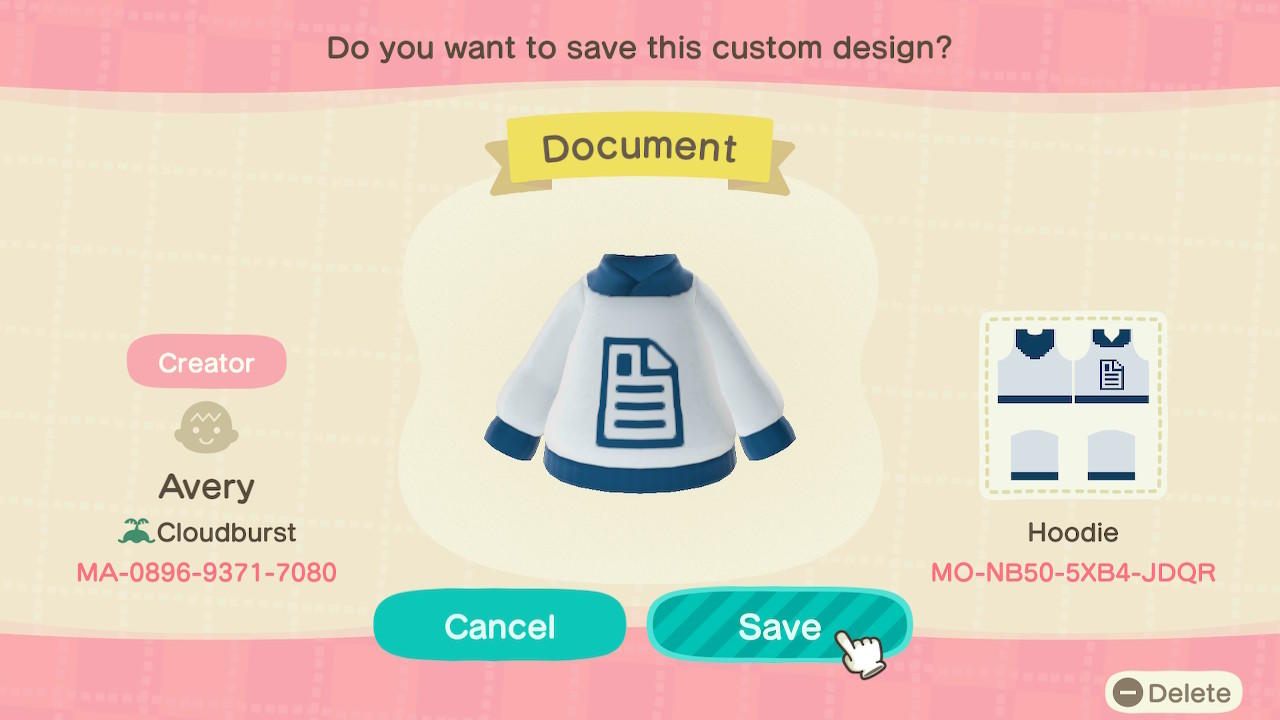 Do you want to save this custom design?
Document
Creator
Avery
Cloudburst
MA-0896-9371-7080
Hoodie
MO-NB50-5XB4-JDQR
Cancel
Save
Delete